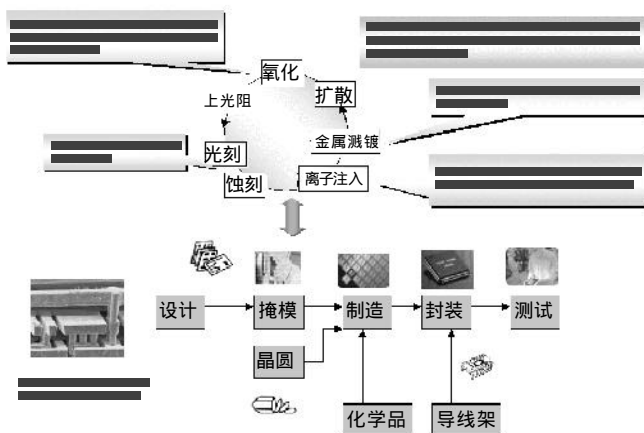 氧化
扩散
上光阻
金属溅镀
光刻
离子注入
蚀刻
设计
掩模
制造
封装
测试
晶圆
化学品
导线架